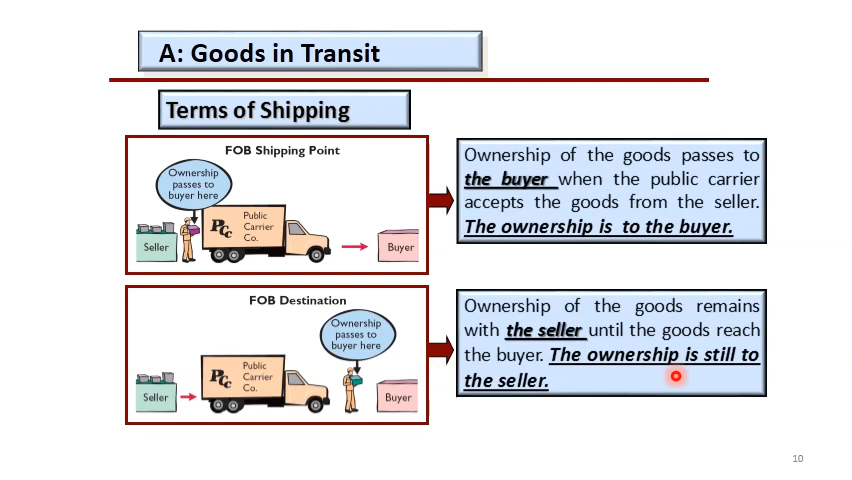 A: Goods in Transit
Terms of Shipping
FOB Shipping Point
Ownership
passes to
buyer here
Public
Carrier
Co.
PCc
Seller
Buyer
Ownership of the goods passes to
the buyer when the public carrier
accepts the goods from the seller.
The ownership is to the buyer.
FOB Destination
Ownership
passes to
buyer here
Public
Carrier
Co.
PCc
Seller
Buyer
Ownership of the goods remains
with the seller until the goods reach
the buyer. The ownership is still to
the seller.
10